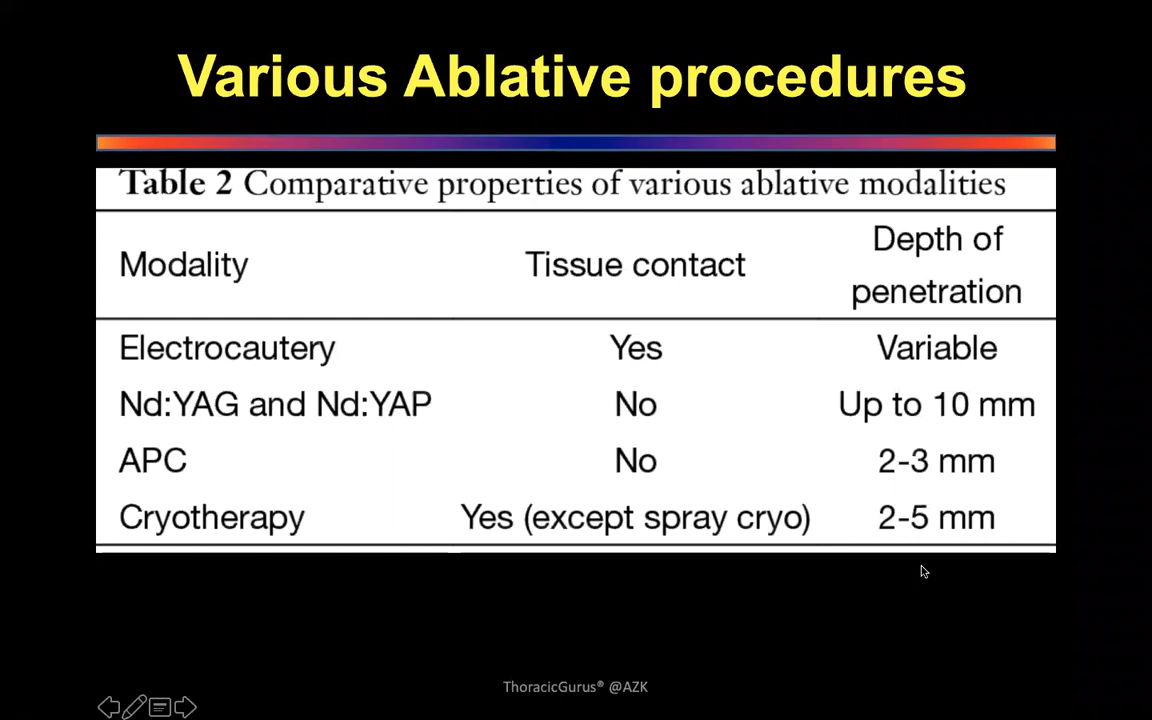 Various Ablative procedures
Table 2 Comparative properties of various ablative modalities
Modality Tissue contact Depth of penetration
Electrocautery Yes Variable
Nd:YAG and Nd:YAP No Up to 10 mm
APC No 2-3 mm
Cryotherapy Yes (except spray cryo) 2-5 mm
ThoracicGurus® @AZK